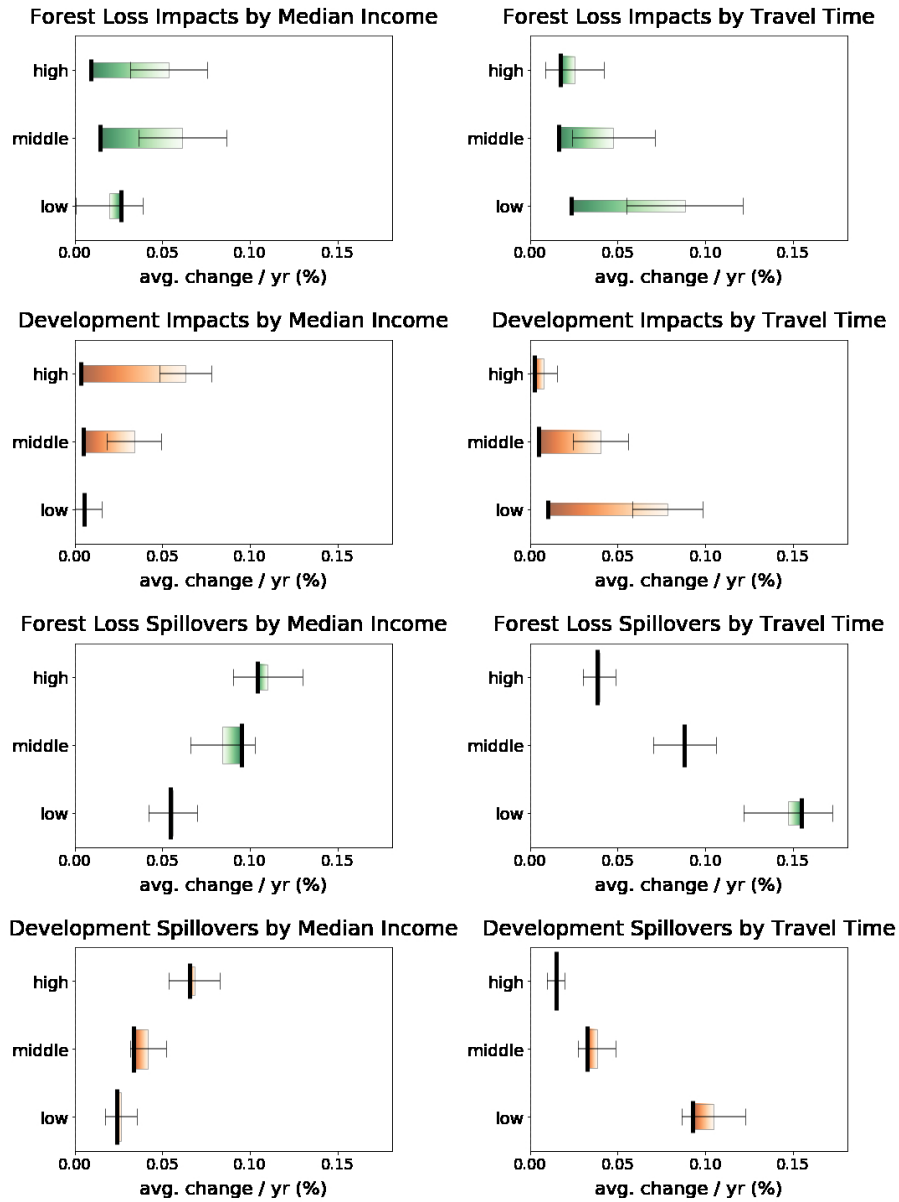 Forest Loss Impacts by Median Income
high
middle
low
0.00 0.05 0.10 0.15
avg. change / yr (%)
Forest Loss Impacts by Travel Time
high
middle
low
0.00 0.05 0.10 0.15
avg. change / yr (%)
Development Impacts by Median Income
high
middle
low
0.00 0.05 0.10 0.15
avg. change / yr (%)
Development Impacts by Travel Time
high
middle
low
0.00 0.05 0.10 0.15
avg. change / yr (%)
Forest Loss Spillovers by Median Income
high
middle
low
0.00 0.05 0.10 0.15
avg. change / yr (%)
Forest Loss Spillovers by Travel Time
high
middle
low
0.00 0.05 0.10 0.15
avg. change / yr (%)
Development Spillovers by Median Income
high
middle
low
0.00 0.05 0.10 0.15
avg. change / yr (%)
Development Spillovers by Travel Time
high
middle
low
0.00 0.05 0.10 0.15
avg. change / yr (%)